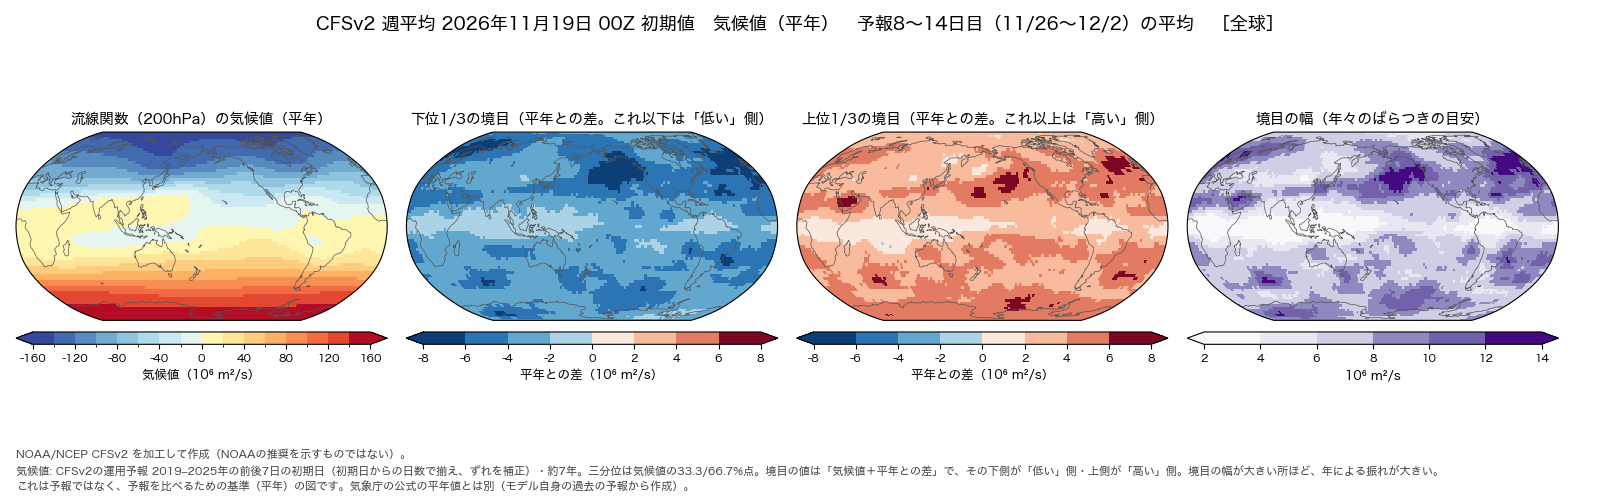 CFSv2 週平均 2026年11月19日 00Z 初期値　気候値（平年）　予報8～14日目（11/26～12/2）の平均　［全球］
流線関数（200hPa）の気候値（平年）
下位1/3の境目（平年との差。これ以下は「低い」側）
上位1/3の境目（平年との差。これ以上は「高い」側）
境目の幅（年々のばらつきの目安）
-160 -120 -80 -40 0 40 80 120 160
-8 -6 -4 -2 0 2 4 6 8
-8 -6 -4 -2 0 2 4 6 8
2 4 6 8 10 12 14
気候値（10⁶ m²/s）
平年との差（10⁶ m²/s）
平年との差（10⁶ m²/s）
10⁶ m²/s
NOAA/NCEP CFSv2 を加工して作成（NOAAの推奨を示すものではない）。
気候値: CFSv2の運用予報 2019–2025年の前後7日の初期日（初期日からの日数で揃え、ずれを補正）・約7年。三分位は気候値の33.3/66.7%点。境目の値は「気候値＋平年との差」で、その下側が「低い」側・上側が「高い」側。境目の幅が大きい所ほど、年による振れが大きい。
これは予報ではなく、予報を比べるための基準（平年）の図です。気象庁の公式の平年値とは別（モデル自身の過去の予報から作成）。